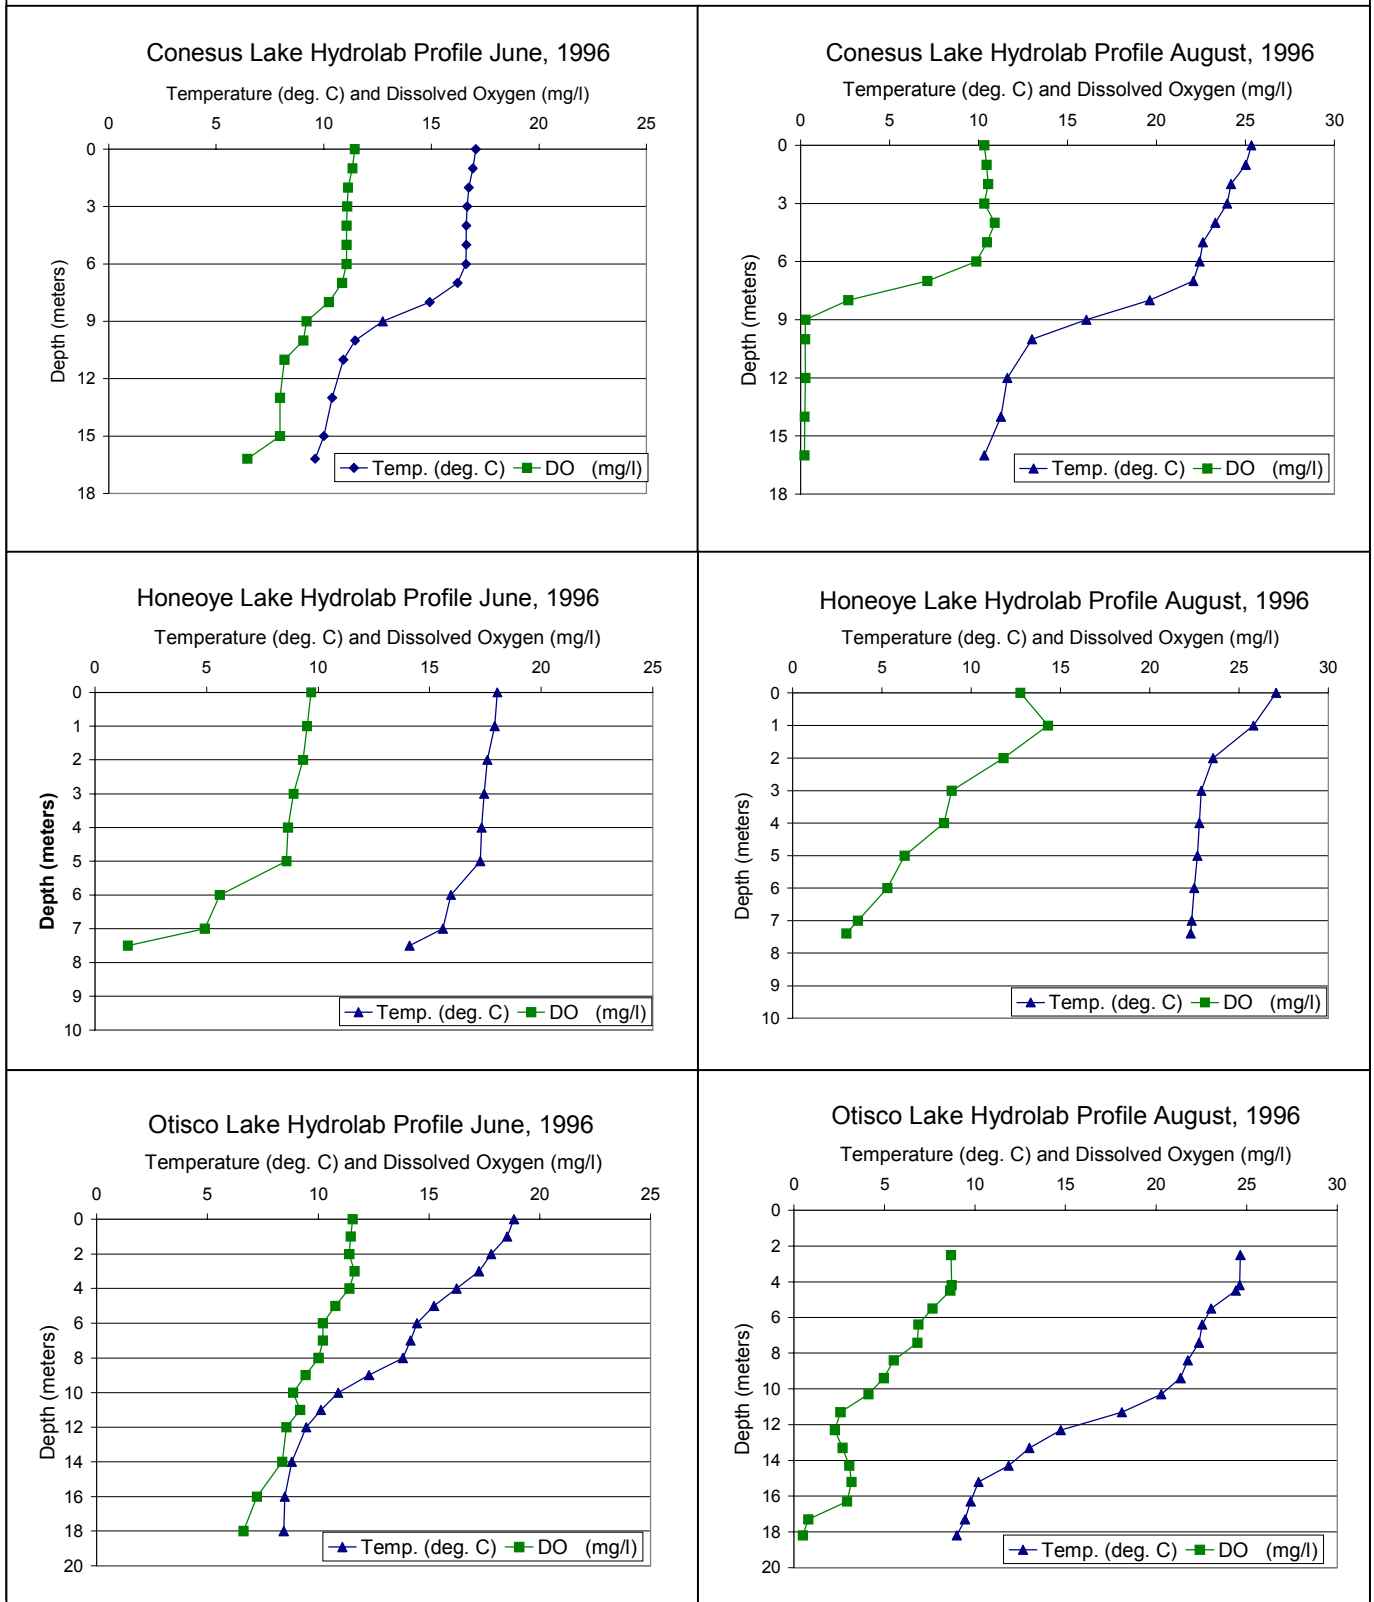 Conesus Lake Hydrolab Profile June, 1996
Temperature (deg. C) and Dissolved Oxygen (mg/l)
0 5 10 15 20 25
0
3
6
9
12
15
18
Depth (meters)
Temp. (deg. C) DO (mg/l)
Conesus Lake Hydrolab Profile August, 1996
Temperature (deg. C) and Dissolved Oxygen (mg/l)
0 5 10 15 20 25 30
0
3
6
9
12
15
18
Depth (meters)
Temp. (deg. C) DO (mg/l)
Honeoye Lake Hydrolab Profile June, 1996
Temperature (deg. C) and Dissolved Oxygen (mg/l)
0 5 10 15 20 25
0
1
2
3
4
5
6
7
8
9
10
Depth (meters)
Temp. (deg. C) DO (mg/l)
Honeoye Lake Hydrolab Profile August, 1996
Temperature (deg. C) and Dissolved Oxygen (mg/l)
0 5 10 15 20 25 30
0
1
2
3
4
5
6
7
8
9
10
Depth (meters)
Temp. (deg. C) DO (mg/l)
Otisco Lake Hydrolab Profile June, 1996
Temperature (deg. C) and Dissolved Oxygen (mg/l)
0 5 10 15 20 25
0
2
4
6
8
10
12
14
16
18
20
Depth (meters)
Temp. (deg. C) DO (mg/l)
Otisco Lake Hydrolab Profile August, 1996
Temperature (deg. C) and Dissolved Oxygen (mg/l)
0 5 10 15 20 25 30
0
2
4
6
8
10
12
14
16
18
20
Depth (meters)
Temp. (deg. C) DO (mg/l)